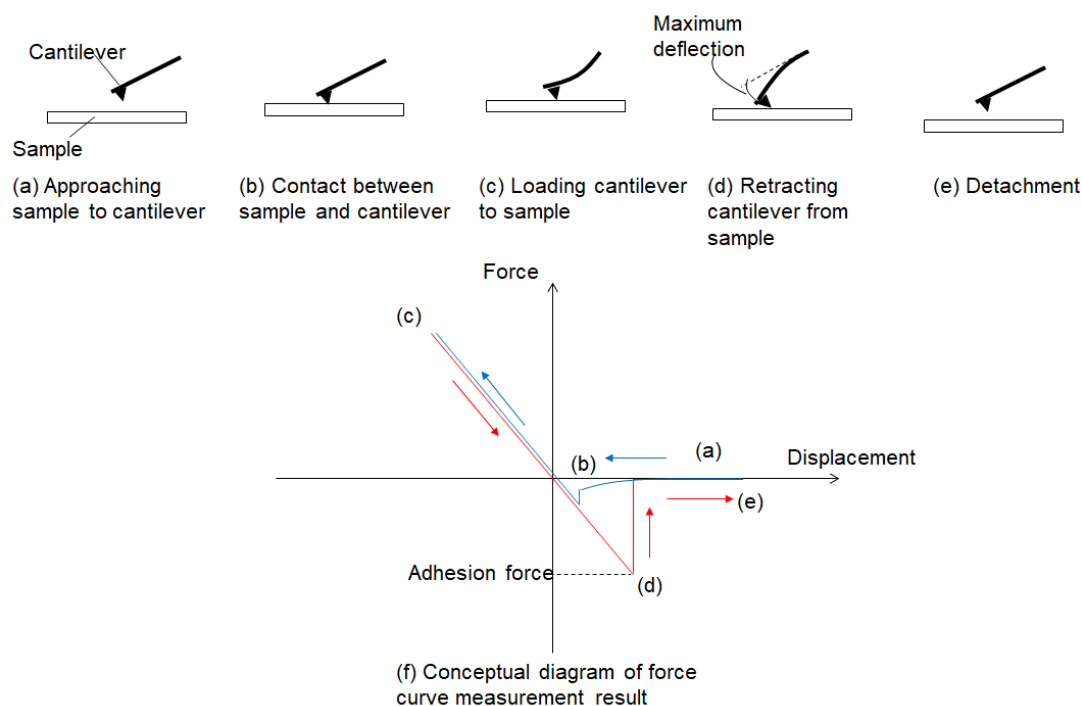 Cantilever
Sample
Maximum
deflection
(a) Approaching
sample to cantilever
(b) Contact between
sample and cantilever
(c) Loading cantilever
to sample
(d) Retracting
cantilever from
sample
(e) Detachment
Force
(c)
(b)
(a)
Displacement
(e)
Adhesion force
(d)
(f) Conceptual diagram of force
curve measurement result